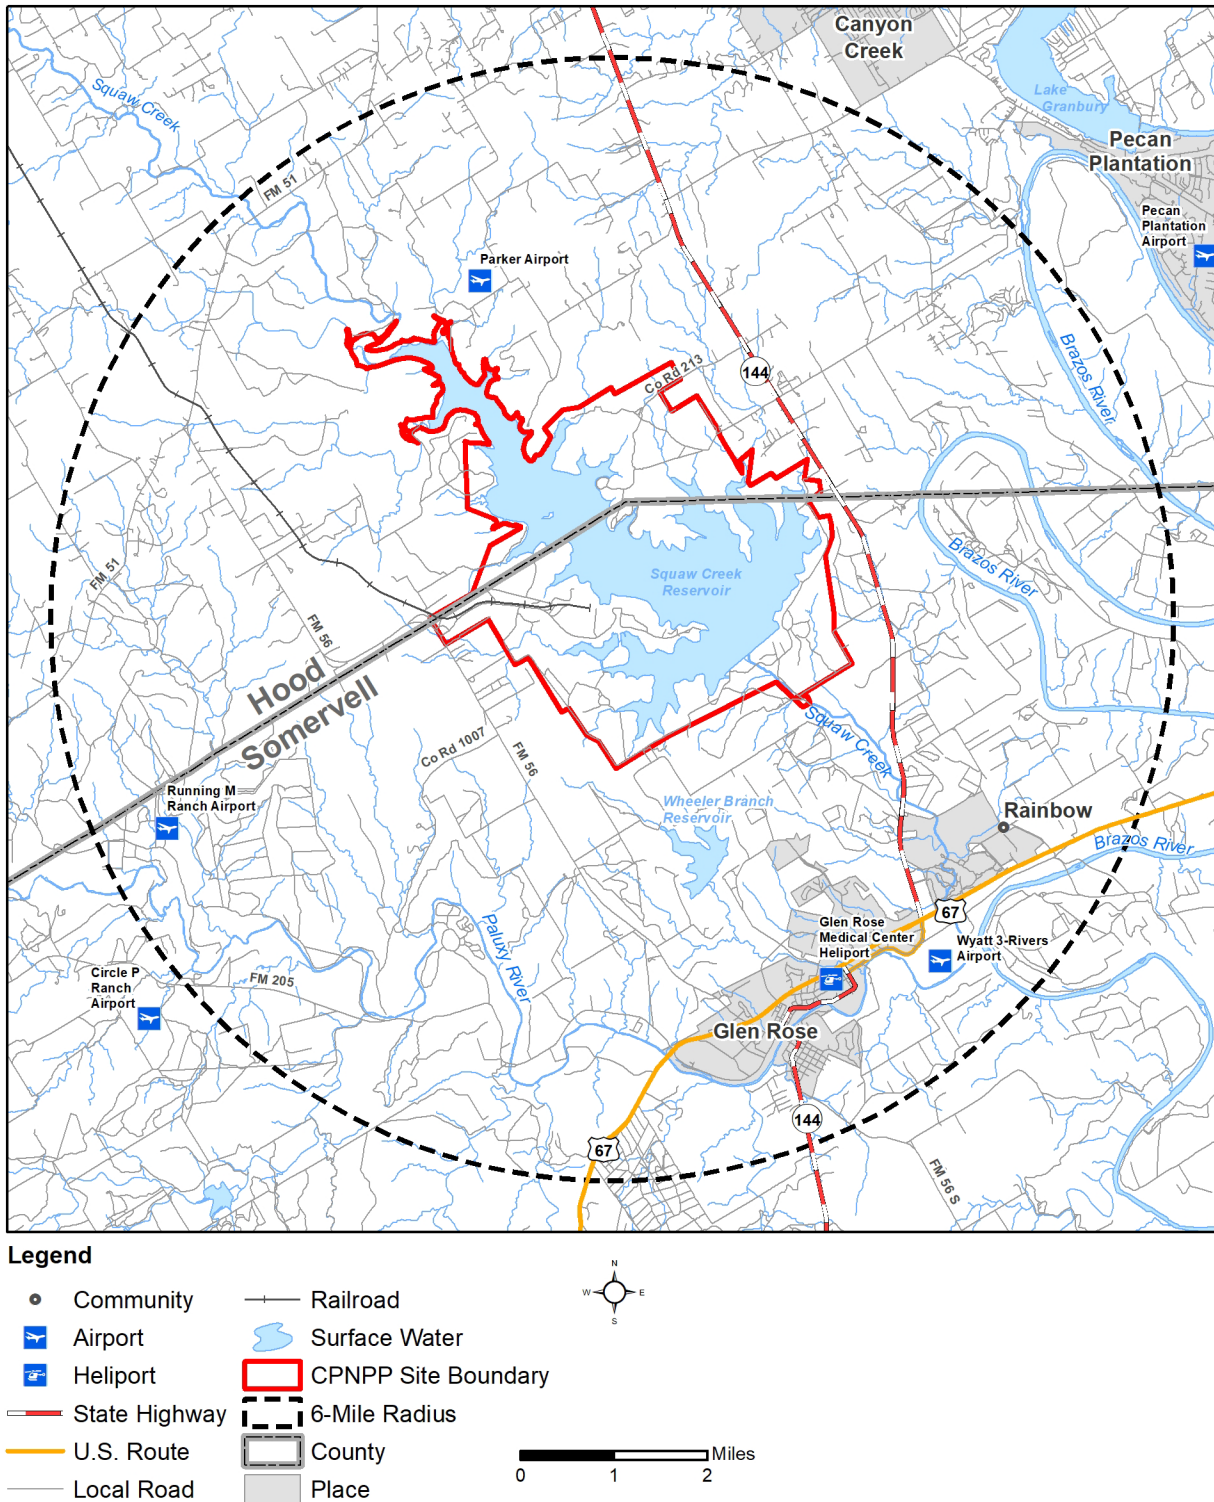 Canyon
Creek
Squaw Creek
Lake
Granbury
Pecan
Plantation
FM 51
Pecan
Plantation
Airport
Parker Airport
Brazos River
Co Rd 213
144
Brazos River
FM 51
Squaw Creek
Reservoir
FM 56
Hood
Somervell
Squaw Creek
Co Rd 1007
FM 56
Running M
Ranch Airport
Wheeler Branch
Reservoir
Rainbow
Brazos River
67
Paluxy River
Glen Rose
Medical Center
Heliport
Wyatt 3-Rivers
Airport
Circle P
Ranch
Airport
FM 205
Glen Rose
144
67
FM 56 S
Legend
Community
Airport
Heliport
State Highway
U.S. Route
Local Road
Railroad
Surface Water
CPNPP Site Boundary
6-Mile Radius
County
Place
N
W E
S
Miles
0 1 2